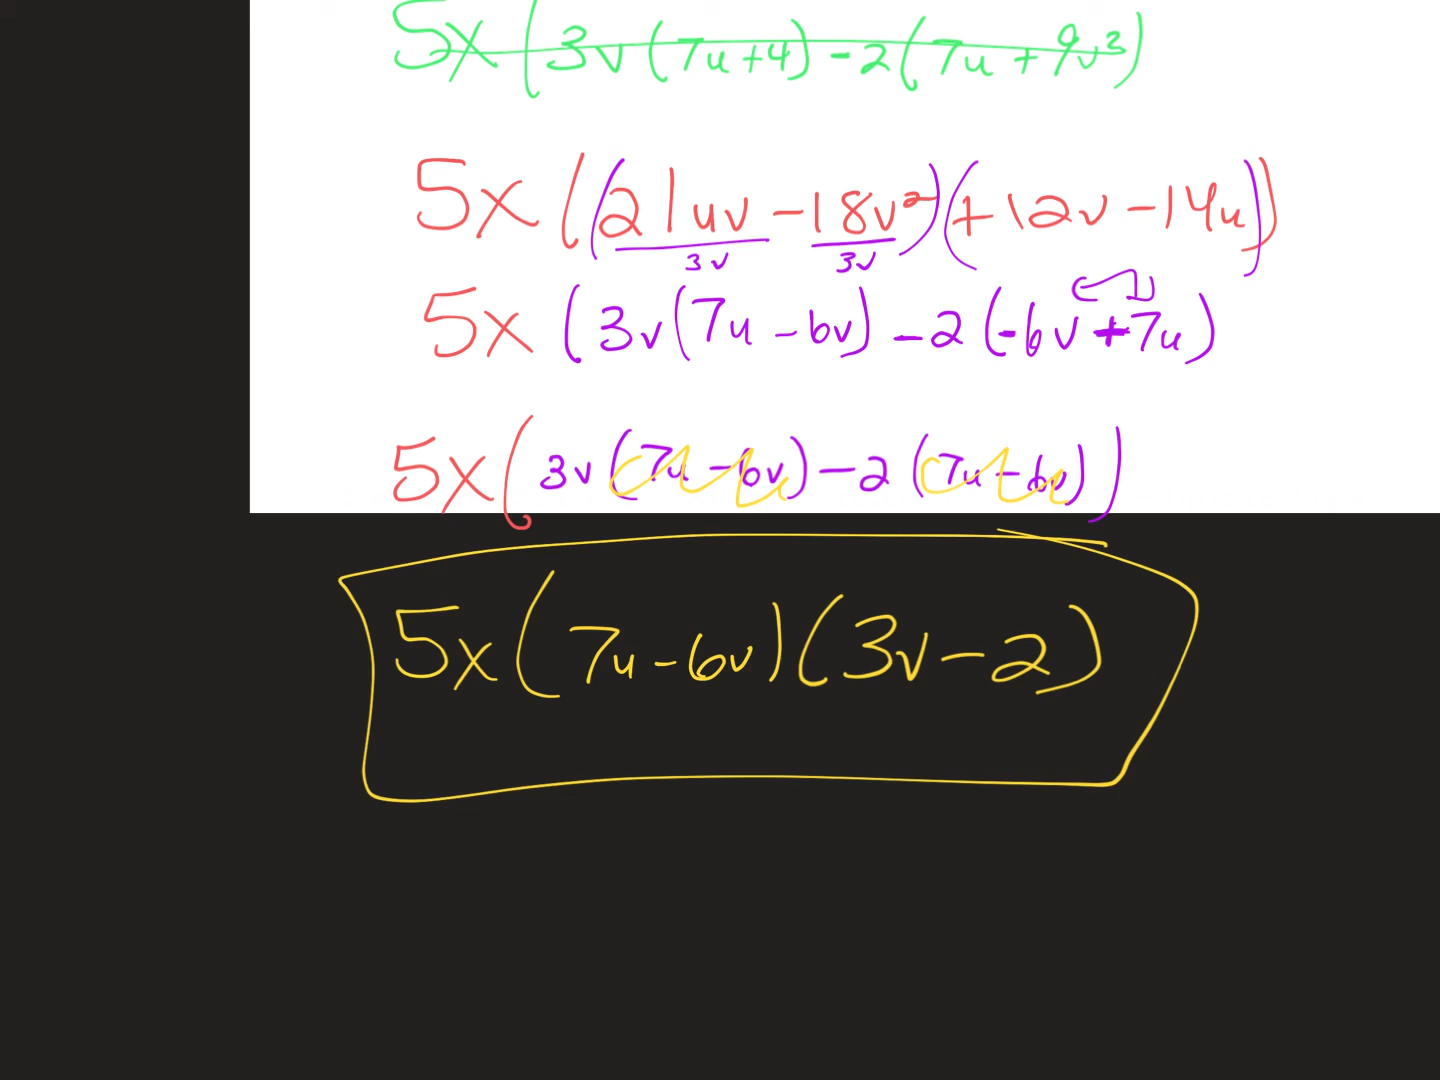 5x(3v(7u+4)-2(7u+9v²)
5x((21uv-18v²)(+12v-14u))
3v 3v
5x(3v(7u-6v)-2(-6v+7u)
5x(3v(7u-6v)-2(7u-6v))
5x(7u-6v)(3v-2)